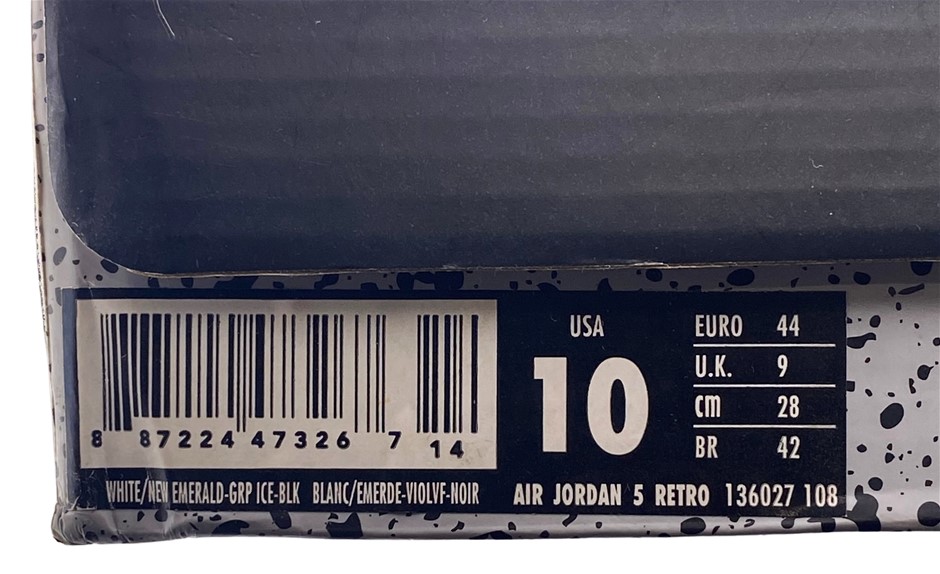 8 87224 47326 7 14
WHITE/NEW EMERALD-GRP ICE-BLK BLANC/EMERDE-VIOLVF-NOIR
USA
10
EURO 44
U.K. 9
cm 28
BR 42
AIR JORDAN 5 RETRO 136027 108